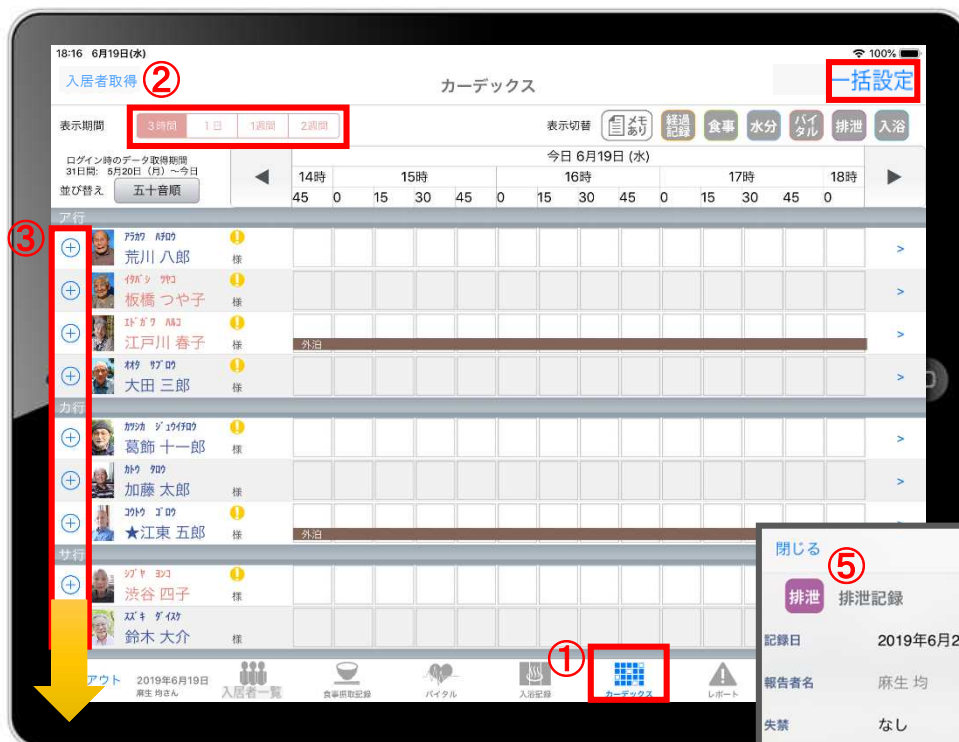 18:16 6月19日(水)
100%
入居者取得
②
カーデックス
一括設定
表示期間
3時間 1日 1週間 2週間
表示切替
メモあり
経過記録
食事
水分
バイタル
排泄
入浴
ログイン時のデータ取得期間
31日間: 5月20日（月）～今日
並び替え 五十音順
◀
今日 6月19日 (水)
▶
14時 15時 16時 17時 18時
45 0 15 30 45 0 15 30 45 0 15 30 45 0
ア行
③
アラカワ ハチロウ
荒川 八郎 様
イタバシ ツヤコ
板橋 つや子 様
エドガワ ハルコ
江戸川 春子 様
外泊
オオタ サブロウ
大田 三郎 様
カ行
カツシカ ジュウイチロウ
葛飾 十一郎 様
カトウ タロウ
加藤 太郎 様
コウトウ ゴロウ
★江東 五郎 様
外泊
サ行
シブヤ ヨンコ
渋谷 四子 様
スズキ ダイスケ
鈴木 大介 様
閉じる
⑤
排泄 排泄記録
記録日 2019年6月2
報告者名 麻生 均
失禁 なし
①
アウト
2019年6月19日
麻生 均さん
入居者一覧
食事摂取記録
バイタル
入浴記録
カーデックス
レポート